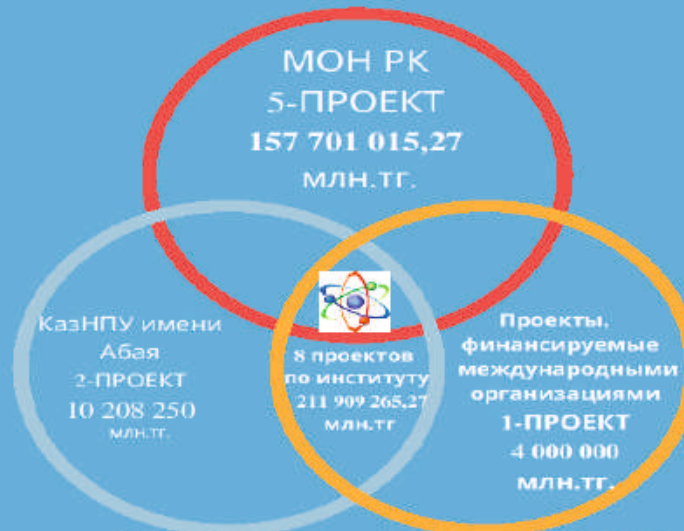 МОН РК
5-ПРОЕКТ
157 701 015,27
млн.тг.
КазНПУ имени
Абая
2-ПРОЕКТ
10 208 250
млн.тг.
8 проектов
по институту
211 909 265,27
млн.тг
Проекты,
финансируемые
международными
организациями
1-ПРОЕКТ
4 000 000
млн.тг.